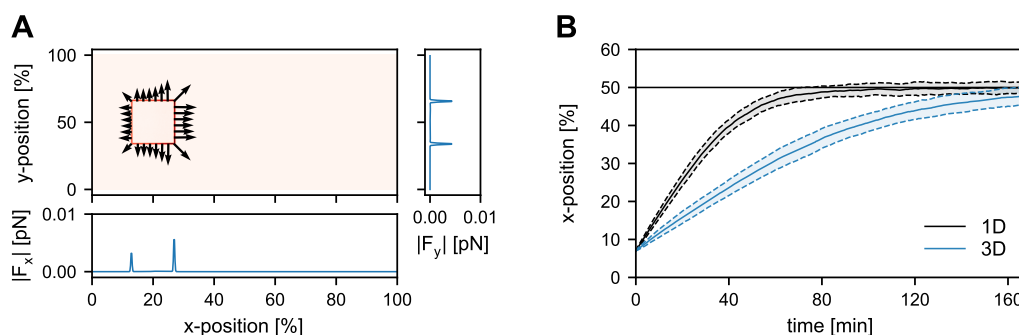 A
y-position [%]
100
50
0
0.00 0.01
|Fy| [pN]
|Fx| [pN]
0.01
0.00
0 20 40 60 80 100
x-position [%]
B
x-position [%]
60
50
40
30
20
10
0
1D
3D
0 40 80 120 160
time [min]